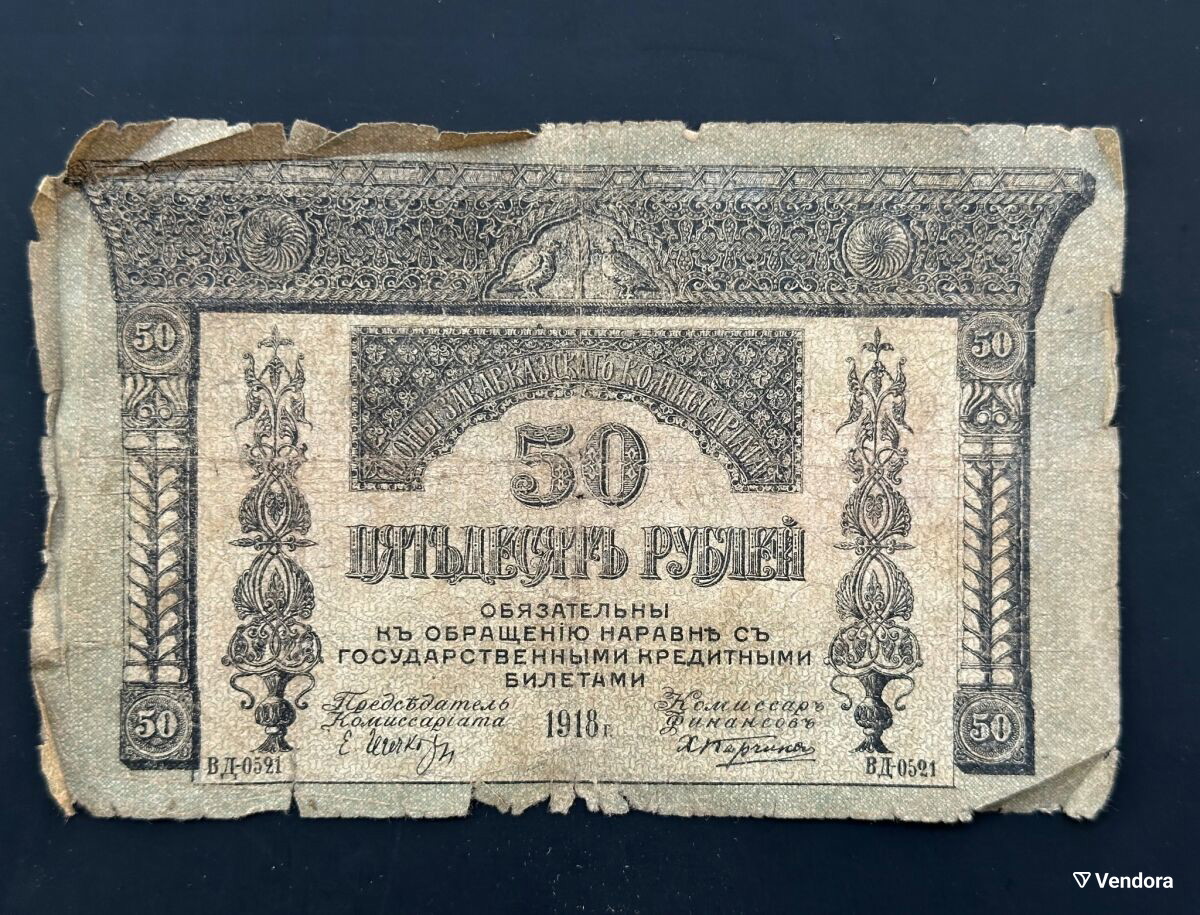 БОНЫ ЗАКАВКАЗСКАГО КОМИССАРІАТА
50 50
50
ПЯТЬДЕСЯТЪ РУБЛЕЙ
ОБЯЗАТЕЛЬНЫ
КЪ ОБРАЩЕНІЮ НАРАВНѢ СЪ
ГОСУДАРСТВЕННЫМИ КРЕДИТНЫМИ
БИЛЕТАМИ
Предсѣдатель Комиссаръ
Комиссаріата 1918 г. Финансовъ
50 50
ВД-0521 ВД-0521
Vendora